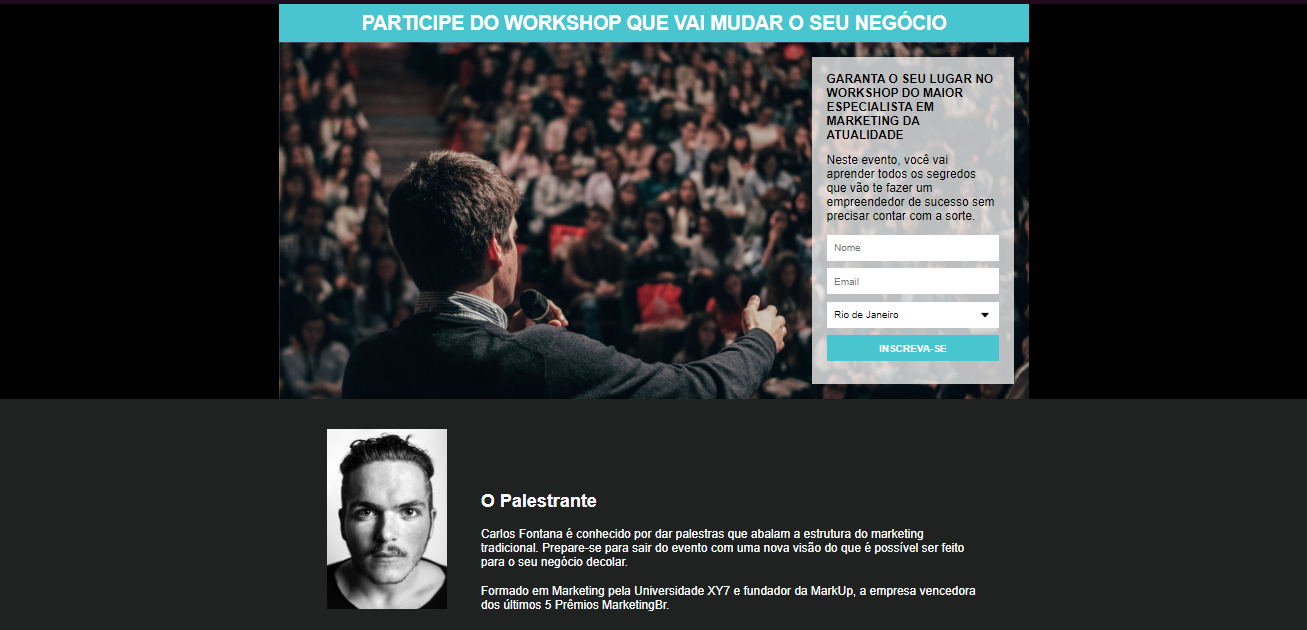 PARTICIPE DO WORKSHOP QUE VAI MUDAR O SEU NEGÓCIO
GARANTA O SEU LUGAR NO
WORKSHOP DO MAIOR
ESPECIALISTA EM
MARKETING DA
ATUALIDADE
Neste evento, você vai
aprender todos os segredos
que vão te fazer um
empreendedor de sucesso sem
precisar contar com a sorte.
Nome
Email
Rio de Janeiro
INSCREVA-SE
O Palestrante
Carlos Fontana é conhecido por dar palestras que abalam a estrutura do marketing
tradicional. Prepare-se para sair do evento com uma nova visão do que é possível ser feito
para o seu negócio decolar.
Formado em Marketing pela Universidade XY7 e fundador da MarkUp, a empresa vencedora
dos últimos 5 Prêmios MarketingBr.